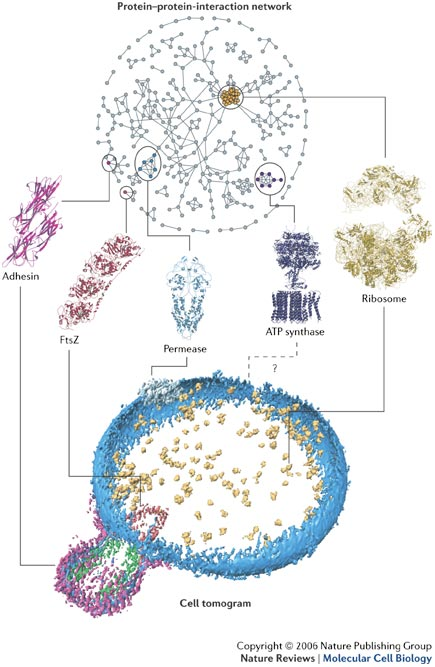 Protein–protein-interaction network
Adhesin
FtsZ
Permease
ATP synthase
Ribosome
?
Cell tomogram
Copyright © 2006 Nature Publishing Group
Nature Reviews | Molecular Cell Biology